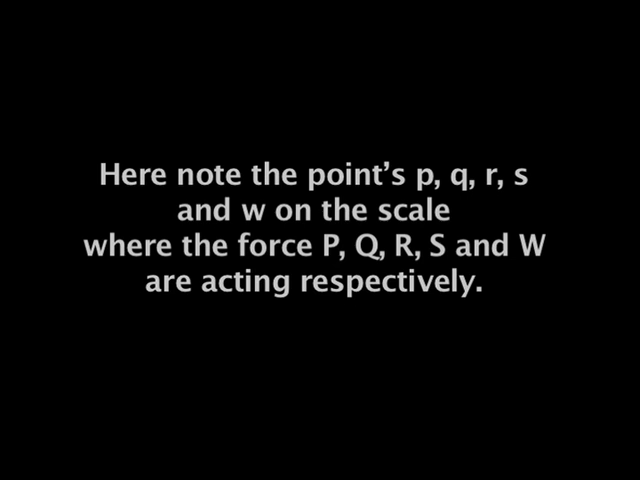 Here note the point’s p, q, r, s
and w on the scale
where the force P, Q, R, S and W
are acting respectively.